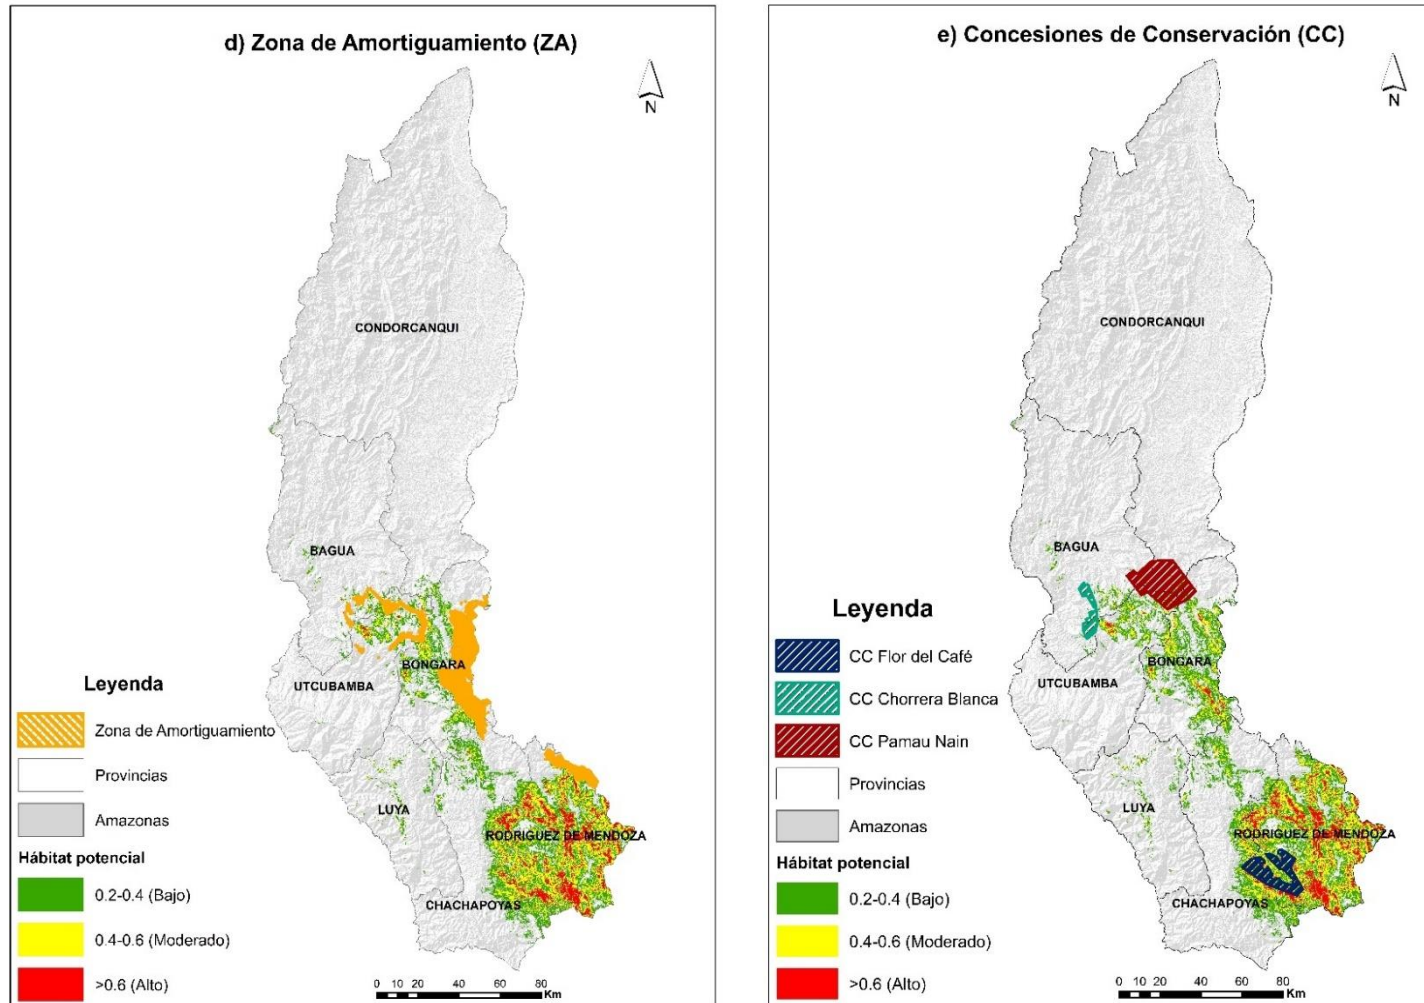 d) Zona de Amortiguamiento (ZA)
N
CONDORCANQUI
BAGUA
BONGARA
UTCUBAMBA
LUYA
RODRIGUEZ DE MENDOZA
CHACHAPOYAS
Leyenda
Zona de Amortiguamiento
Provincias
Amazonas
Hábitat potencial
0.2-0.4 (Bajo)
0.4-0.6 (Moderado)
>0.6 (Alto)
0 10 20 40 60 80
Km
e) Concesiones de Conservación (CC)
N
CONDORCANQUI
BAGUA
BONGARA
UTCUBAMBA
LUYA
RODRIGUEZ DE MENDOZA
CHACHAPOYAS
Leyenda
CC Flor del Café
CC Chorrera Blanca
CC Pamau Nain
Provincias
Amazonas
Hábitat potencial
0.2-0.4 (Bajo)
0.4-0.6 (Moderado)
>0.6 (Alto)
0 10 20 40 60 80
Km